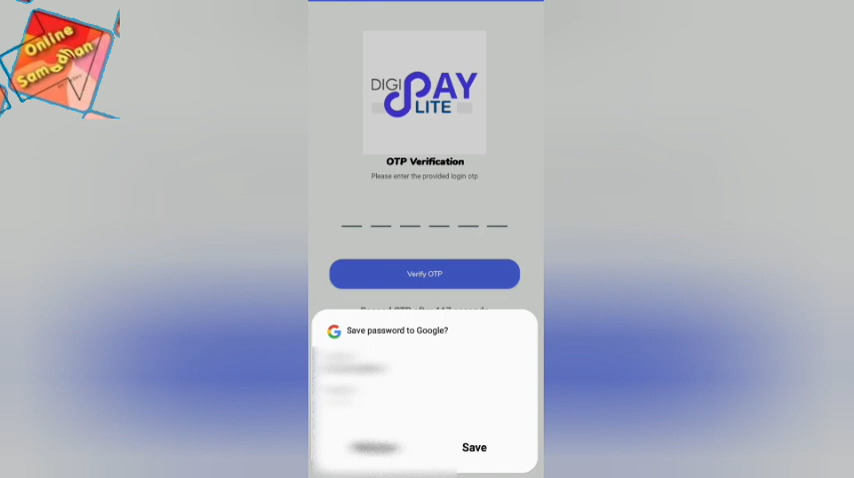 Online
Samadhan
DIGI PAY
LITE
OTP Verification
Please enter the provided login otp
Verify OTP
Save password to Google?
Save